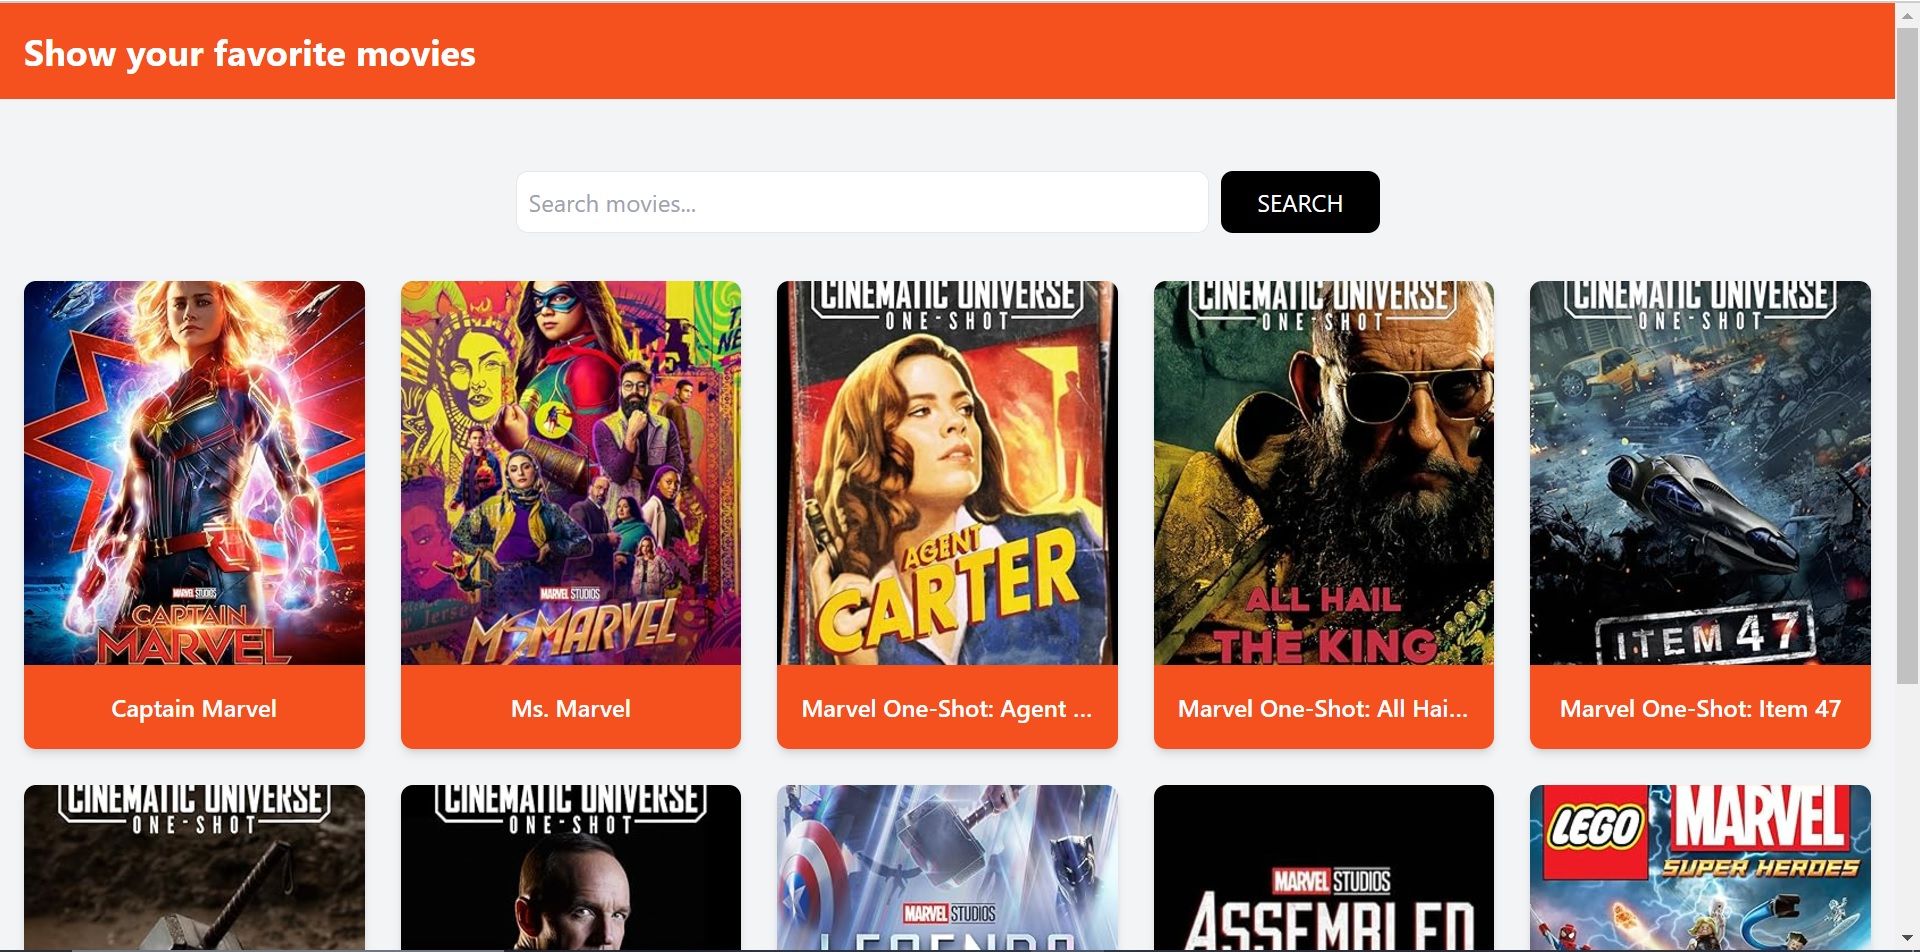 Show your favorite movies
Search movies...
SEARCH
MARVEL STUDIOS
CAPTAIN
MARVEL
Captain Marvel
MARVEL STUDIOS
MS. MARVEL
Ms. Marvel
CINEMATIC UNIVERSE
ONE-SHOT
AGENT
CARTER
Marvel One-Shot: Agent ...
CINEMATIC UNIVERSE
ONE-SHOT
ALL HAIL
THE KING
Marvel One-Shot: All Hai...
CINEMATIC UNIVERSE
ONE-SHOT
ITEM 47
Marvel One-Shot: Item 47
CINEMATIC UNIVERSE
ONE-SHOT
CINEMATIC UNIVERSE
ONE-SHOT
MARVEL STUDIOS
LEGENDS
MARVEL STUDIOS
ASSEMBLED
LEGO
MARVEL
SUPER HEROES